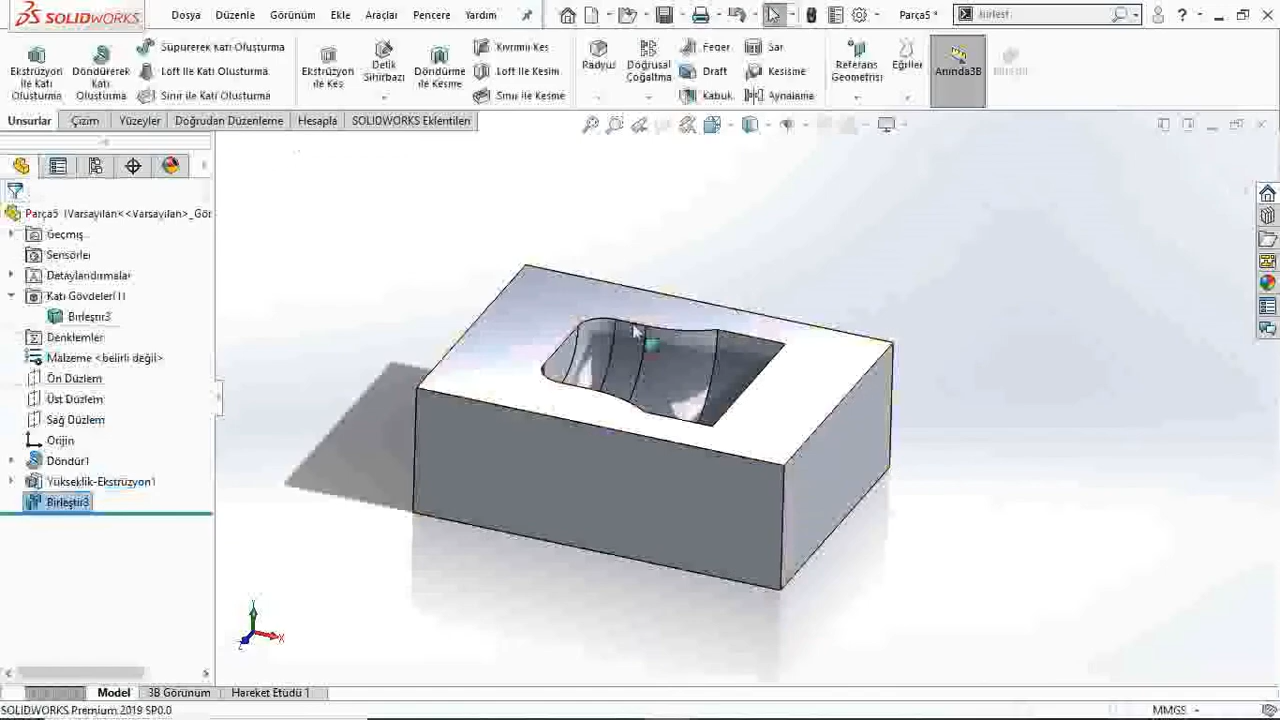 SOLIDWORKS
Dosya Düzenle Görünüm Ekle Araçlar Pencere Yardım
Parça5 *
birleşt
Ekstrüzyon ile Katı Oluşturma
Döndürerek Katı Oluşturma
Süpürerek Katı Oluşturma
Loft ile Katı Oluşturma
Sınır ile Katı Oluşturma
Ekstrüzyon ile Kes
Delik Sihirbazı
Döndürme ile Kesme
Kıvrımlı Kes
Loft ile Kesim
Sınır ile Kesme
Radyus
Doğrusal Çoğaltma
Feder
Draft
Kabuk
Sar
Kesişme
Aynalama
Referans Geometrisi
Eğriler
Anında3B
Birleştir
Unsurlar Çizim Yüzeyler Doğrudan Düzenleme Hesapla SOLIDWORKS Eklentileri
Parça5 (Varsayılan<<Varsayılan>_Gör
Geçmiş
Sensörler
Detaylandırmalar
Katı Gövdeleri(1)
Birleştir3
Denklemler
Malzeme <belirli değil>
Ön Düzlem
Üst Düzlem
Sağ Düzlem
Orijin
Döndür1
Yükseklik-Ekstrüzyon1
Birleştir3
Y
X
Z
Model 3B Görünüm Hareket Etüdü 1
SOLIDWORKS Premium 2019 SP0.0
MMGS